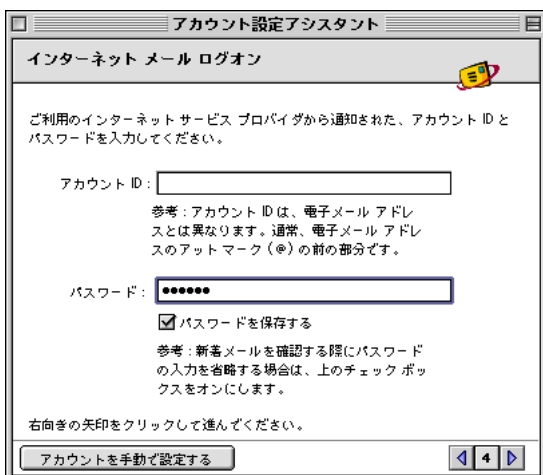 アカウント設定アシスタント
インターネット メール ログオン
ご利用のインターネット サービス プロバイダから通知された、アカウント ID と
パスワードを入力してください。
アカウント ID :
参考 : アカウント ID は、電子メール アドレ
スとは異なります。通常、電子メール アドレ
スのアット マーク (@) の前の部分です。
パスワード : ●●●●●●
パスワードを保存する
参考 : 新着メールを確認する際にパスワード
の入力を省略する場合は、上のチェック ボッ
クスをオンにします。
右向きの矢印をクリックして進んでください。
アカウントを手動で設定する
4